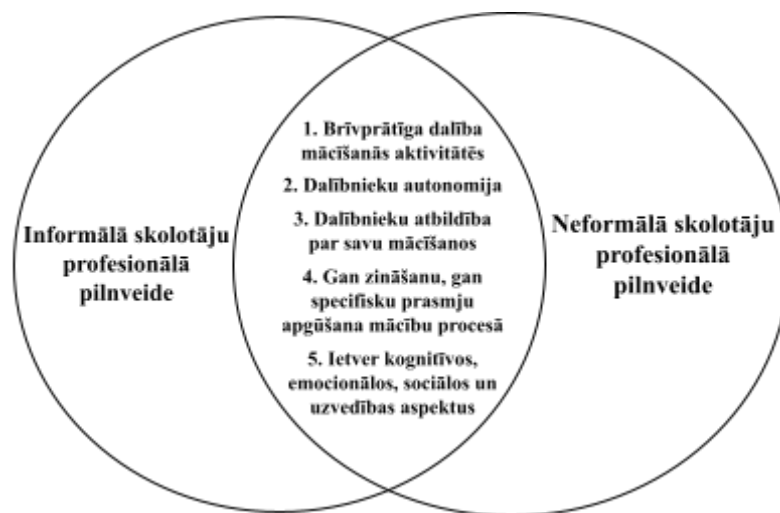 Informālā skolotāju
profesionālā
pilnveide
1. Brīvprātīga dalība
mācīšanās aktivitātēs
2. Dalībnieku autonomija
3. Dalībnieku atbildība
par savu mācīšanos
4. Gan zināšanu, gan
specifisku prasmju
apgūšana mācību procesā
5. Ietver kognitīvos,
emocionālos, sociālos un
uzvedības aspektus
Neformālā skolotāju
profesionālā
pilnveide